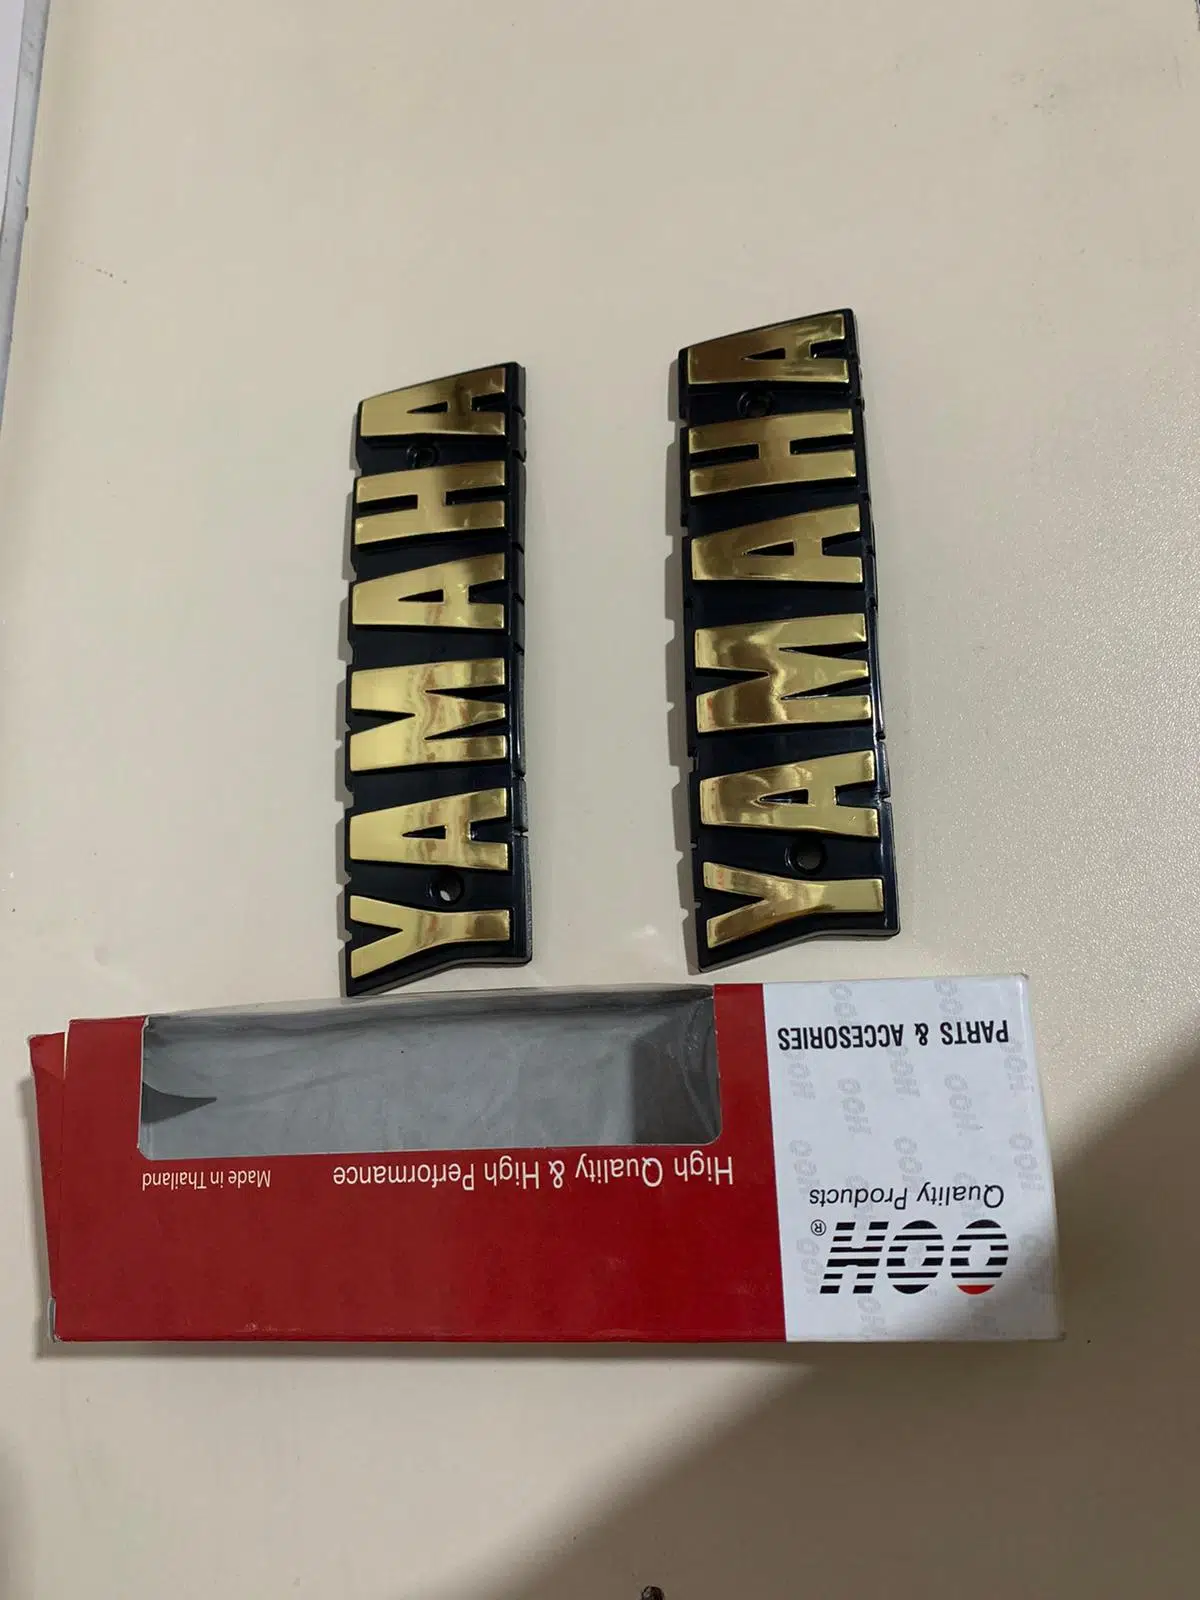 YAMAHA
YAMAHA
OOH®
Quality Products
PARTS & ACCESORIES
High Quality & High Performance
Made in Thailand